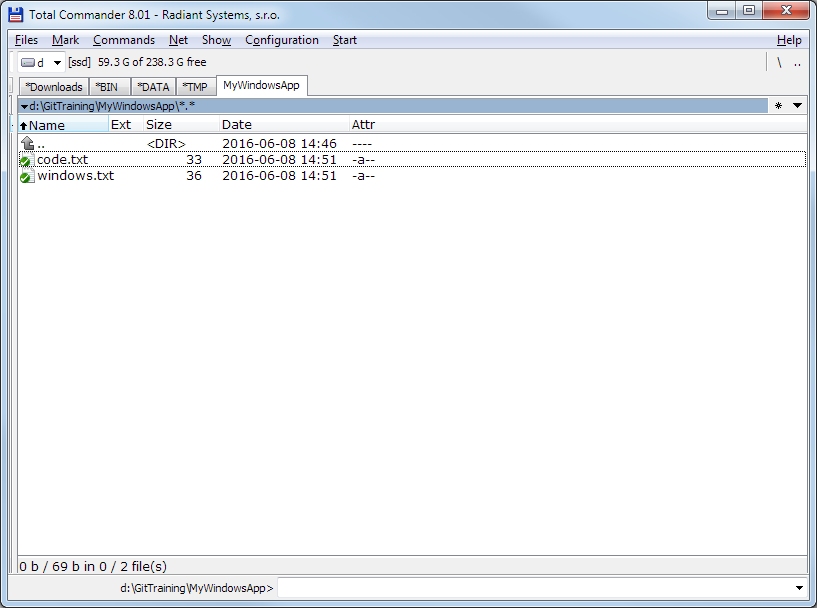 Total Commander 8.01 - Radiant Systems, s.r.o.
Files Mark Commands Net Show Configuration Start Help
d [ssd] 59.3 G of 238.3 G free \ ..
*Downloads *BIN *DATA *TMP MyWindowsApp
d:\GitTraining\MyWindowsApp\*.* *
Name Ext Size Date Attr
.. <DIR> 2016-06-08 14:46 ----
code.txt 33 2016-06-08 14:51 -a--
windows.txt 36 2016-06-08 14:51 -a--
0 b / 69 b in 0 / 2 file(s)
d:\GitTraining\MyWindowsApp>